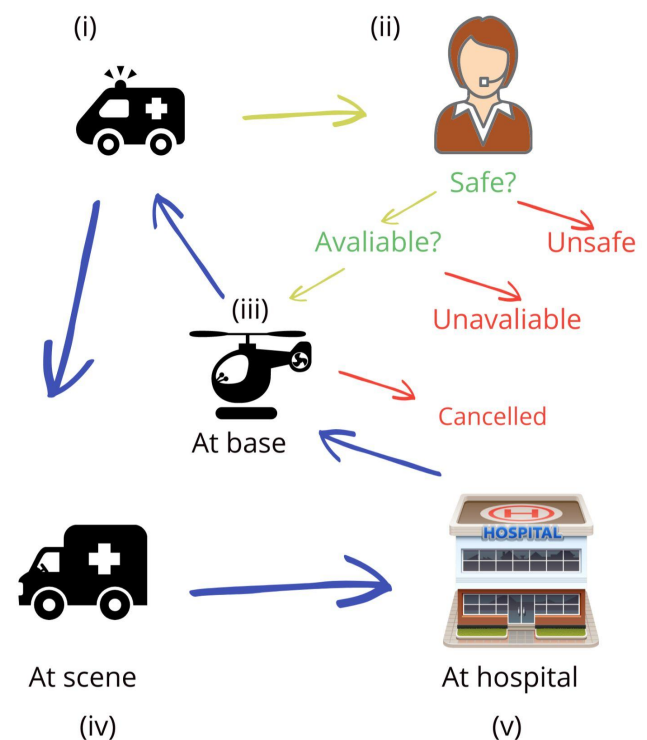 (i)
(ii)
Safe?
Avaliable?
Unsafe
(iii)
Unavaliable
At base
Cancelled
H
HOSPITAL
At scene
At hospital
(iv)
(v)